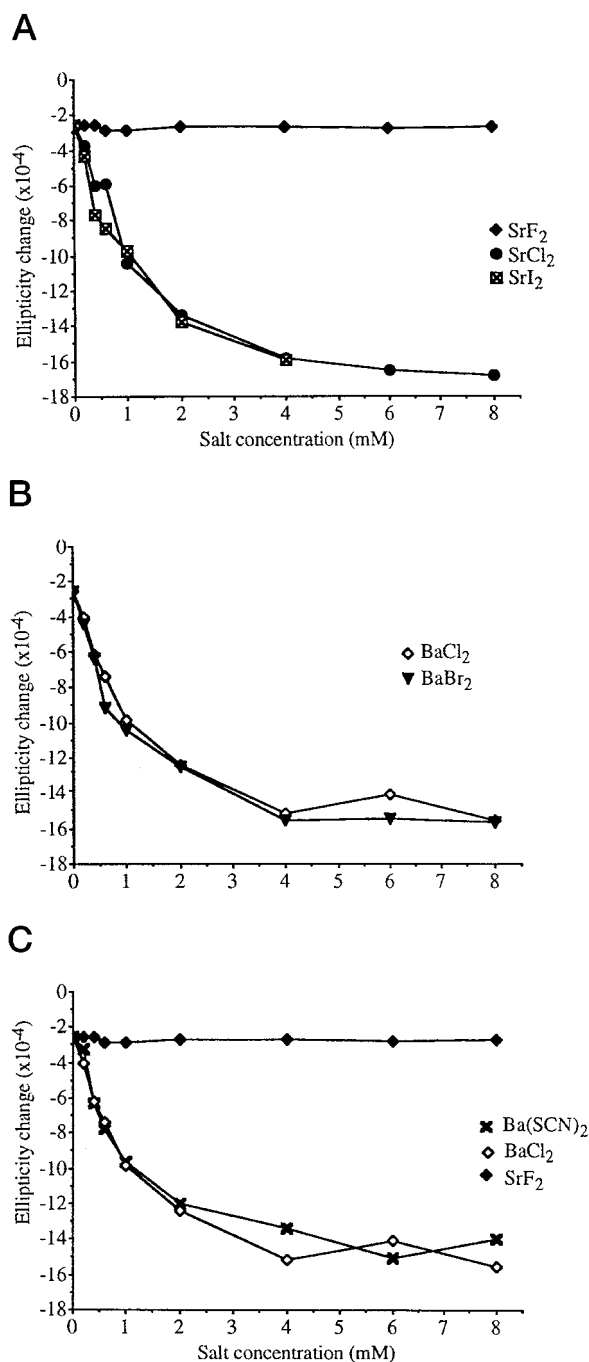 A
Ellipticity change (x10-4)
0
-2
-4
-6
-8
-10
-12
-14
-16
-18
SrF2
SrCl2
SrI2
0 1 2 3 4 5 6 7 8
Salt concentration (mM)
B
Ellipticity change (x10-4)
0
-2
-4
-6
-8
-10
-12
-14
-16
-18
BaCl2
BaBr2
0 1 2 3 4 5 6 7 8
Salt concentration (mM)
C
Ellipticity change (x10-4)
0
-2
-4
-6
-8
-10
-12
-14
-16
-18
Ba(SCN)2
BaCl2
SrF2
0 1 2 3 4 5 6 7 8
Salt concentration (mM)